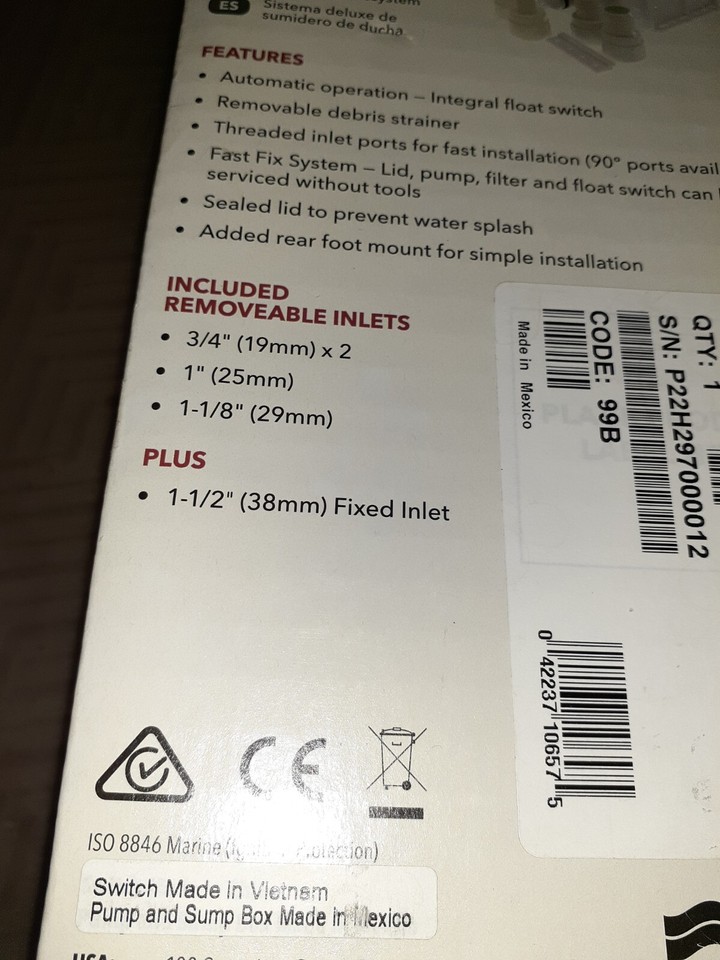 ES
Sistema deluxe de
sumidero de ducha
FEATURES
• Automatic operation – Integral float switch
• Removable debris strainer
• Threaded inlet ports for fast installation (90° ports
• Fast Fix System – Lid, pump, filter and float switch can
serviced without tools
• Sealed lid to prevent water splash
• Added rear foot mount for simple installation
INCLUDED
REMOVEABLE INLETS
• 3/4" (19mm) x 2
• 1" (25mm)
• 1-1/8" (29mm)
PLUS
• 1-1/2" (38mm) Fixed Inlet
QTY: 1
S/N: P22H297000012
CODE: 99B
Made in Mexico
0 42237 10657 5
CE
ISO 8846 Marine
Switch Made in Vietnam
Pump and Sump Box Made in Mexico
USA: